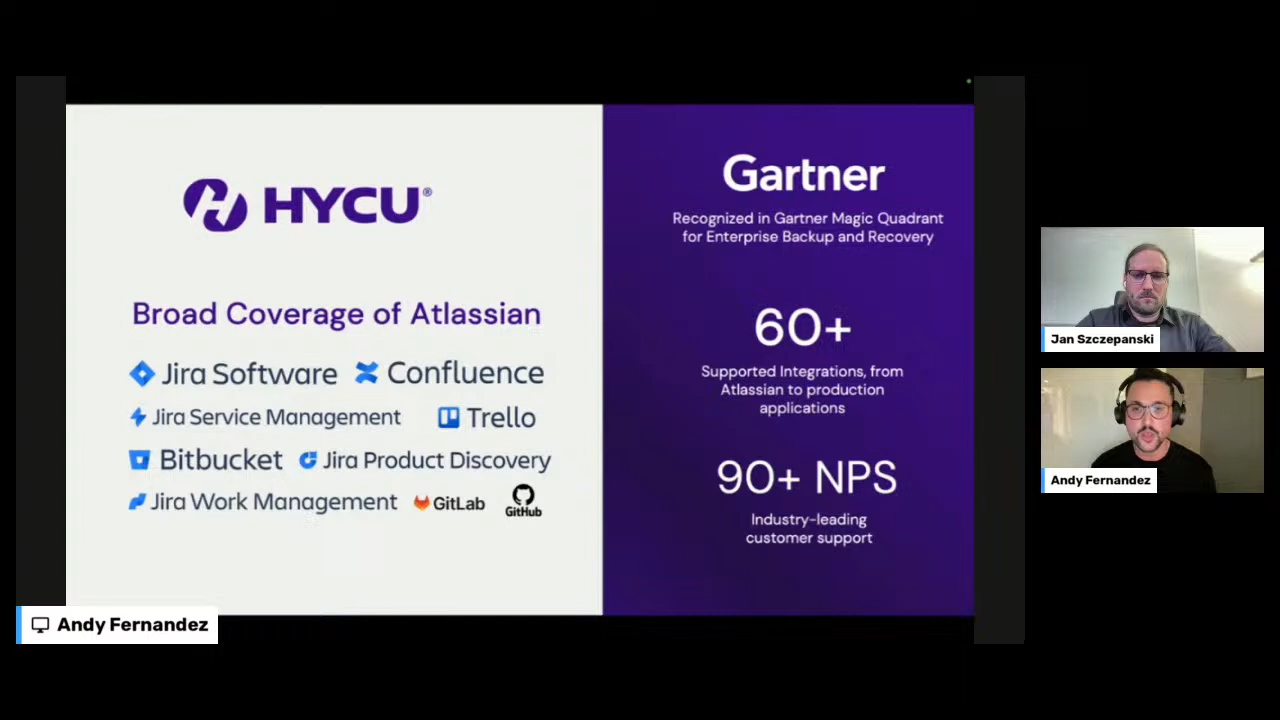 HYCU®
Broad Coverage of Atlassian
Jira Software
Confluence
Jira Service Management
Trello
Bitbucket
Jira Product Discovery
Jira Work Management
GitLab
GitHub
Gartner
Recognized in Gartner Magic Quadrant
for Enterprise Backup and Recovery
60+
Supported Integrations, from
Atlassian to production
applications
90+ NPS
Industry-leading
customer support
Jan Szczepanski
Andy Fernandez
Andy Fernandez